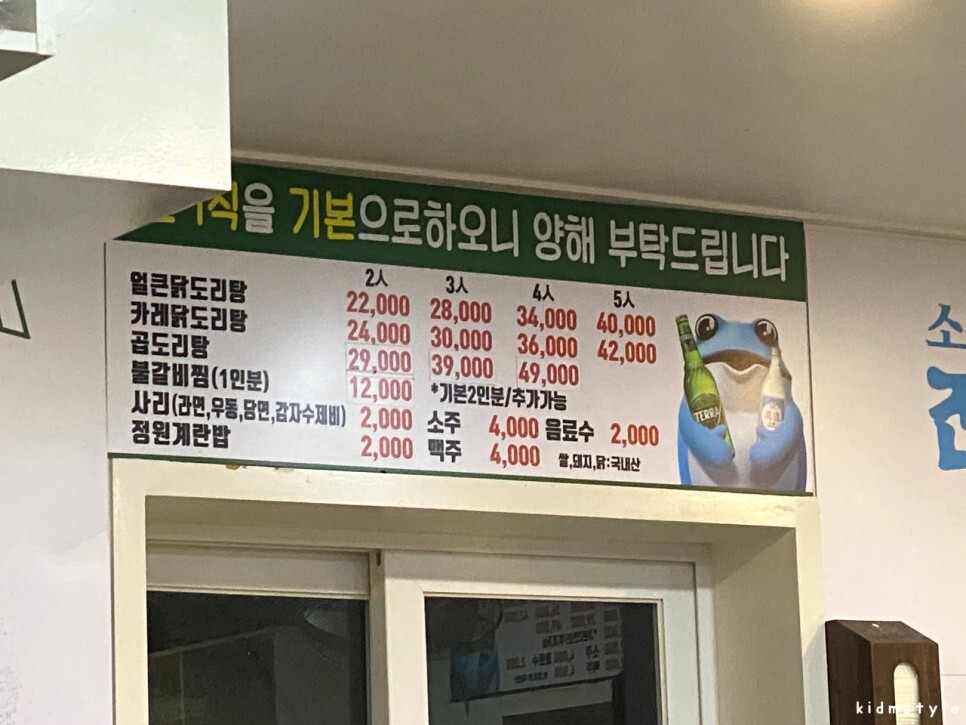 을 기본으로하오니 양해 부탁드립니다
2人 3人 4人 5人
얼큰닭도리탕 22,000 28,000 34,000 40,000
카레닭도리탕 24,000 30,000 36,000 42,000
곱도리탕 29,000 39,000 49,000
불갈비찜(1인분) 12,000 *기본2인분/추가가능
사리(라면,우동,당면,감자수제비) 2,000 소주 4,000 음료수 2,000
정원계란밥 2,000 맥주 4,000 쌀,돼지,닭:국내산
TERRA
소
kidmstyle